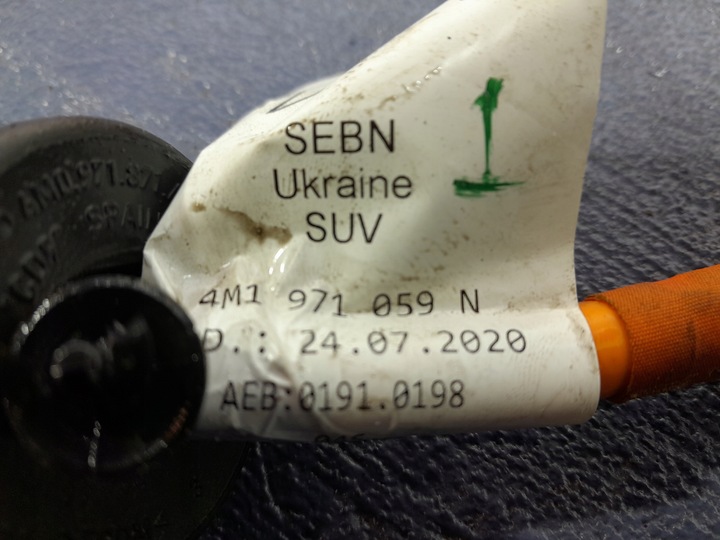 SEBN
Ukraine
SUV
4M1 971 059 N
D.: 24.07.2020
AEB:0191.0198